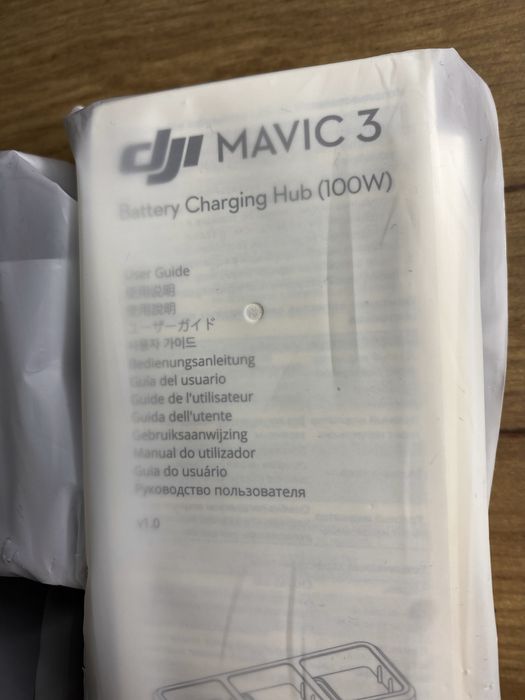 dji MAVIC 3
Battery Charging Hub (100W)
User Guide
使用说明
使用說明
ユーザーガイド
사용자 가이드
Bedienungsanleitung
Guía del usuario
Guide de l'utilisateur
Guida dell'utente
Gebruiksaanwijzing
Manual do utilizador
Guia do usuário
Руководство пользователя
v1.0